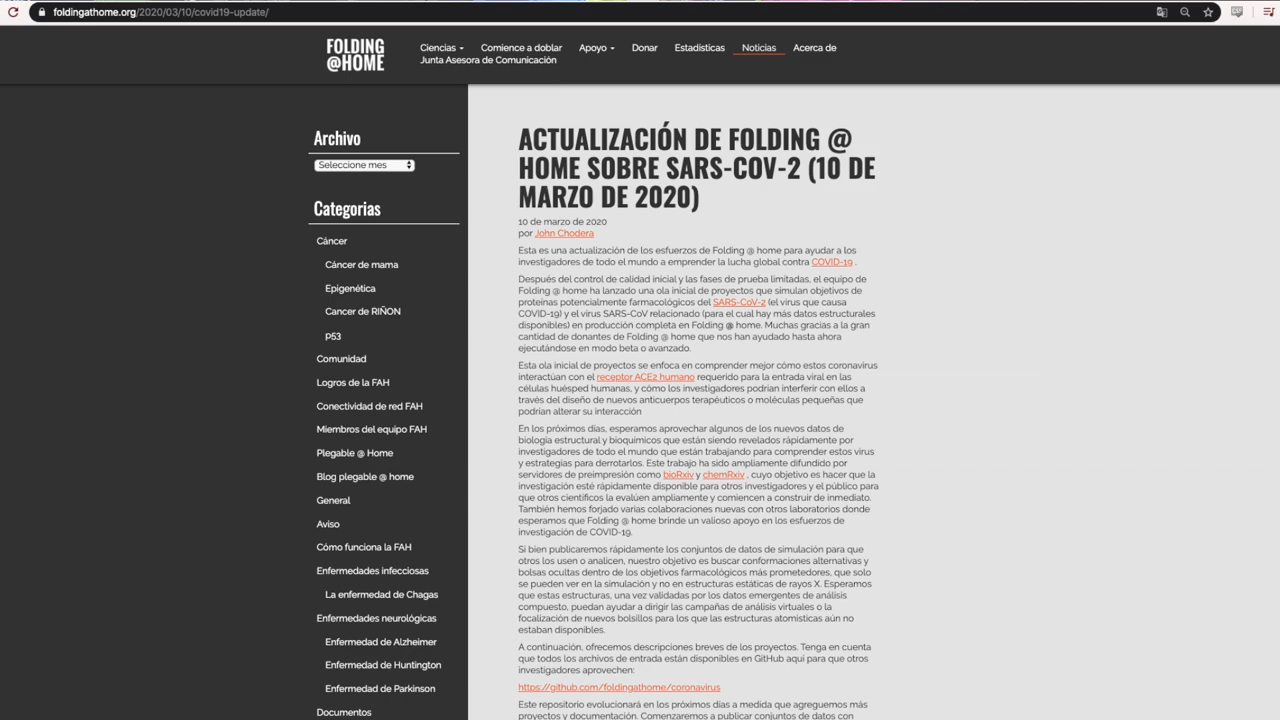 foldingathome.org/2020/03/10/covid19-update/
FOLDING
@HOME
Ciencias
Comience a doblar
Apoyo
Donar
Estadísticas
Noticias
Acerca de
Junta Asesora de Comunicación
Archivo
Seleccione mes
Categorias
Cáncer
Cáncer de mama
Epigenética
Cancer de RIÑON
p53
Comunidad
Logros de la FAH
Conectividad de red FAH
Miembros del equipo FAH
Plegable @ Home
Blog plegable @ home
General
Aviso
Cómo funciona la FAH
Enfermedades infecciosas
La enfermedad de Chagas
Enfermedades neurológicas
Enfermedad de Alzheimer
Enfermedad de Huntington
Enfermedad de Parkinson
Documentos
ACTUALIZACIÓN DE FOLDING @
HOME SOBRE SARS-COV-2 (10 DE
MARZO DE 2020)
10 de marzo de 2020
por John Chodera
Esta es una actualización de los esfuerzos de Folding @ home para ayudar a los
investigadores de todo el mundo a emprender la lucha global contra COVID-19 .
Después del control de calidad inicial y las fases de prueba limitadas, el equipo de
Folding @ home ha lanzado una ola inicial de proyectos que simulan objetivos de
proteínas potencialmente farmacológicos del SARS-CoV-2 (el virus que causa
COVID-19) y el virus SARS-CoV relacionado (para el cual hay más datos estructurales
disponibles) en producción completa en Folding @ home. Muchas gracias a la gran
cantidad de donantes de Folding @ home que nos han ayudado hasta ahora
ejecutándose en modo beta o avanzado.
Esta ola inicial de proyectos se enfoca en comprender mejor cómo estos coronavirus
interactúan con el receptor ACE2 humano requerido para la entrada viral en las
células huésped humanas, y cómo los investigadores podrían interferir con ellos a
través del diseño de nuevos anticuerpos terapéuticos o moléculas pequeñas que
podrían alterar su interacción
En los próximos días, esperamos aprovechar algunos de los nuevos datos de
biología estructural y bioquímicos que están siendo revelados rápidamente por
investigadores de todo el mundo que están trabajando para comprender estos virus
y estrategias para derrotarlos. Este trabajo ha sido ampliamente difundido por
servidores de preimpresión como bioRxiv y chemRxiv , cuyo objetivo es hacer que la
investigación esté rápidamente disponible para otros investigadores y el público para
que otros científicos la evalúen ampliamente y comiencen a construir de inmediato.
También hemos forjado varias colaboraciones nuevas con otros laboratorios donde
esperamos que Folding @ home brinde un valioso apoyo en los esfuerzos de
investigación de COVID-19.
Si bien publicaremos rápidamente los conjuntos de datos de simulación para que
otros los usen o analicen, nuestro objetivo es buscar conformaciones alternativas y
bolsas ocultas dentro de los objetivos farmacológicos más prometedores, que solo
se pueden ver en la simulación y no en estructuras estáticas de rayos X. Esperamos
que estas estructuras, una vez validadas por los datos emergentes de análisis
compuesto, puedan ayudar a dirigir las campañas de análisis virtuales o la
focalización de nuevos bolsillos para los que las estructuras atomísticas aún no
estaban disponibles.
A continuación, ofrecemos descripciones breves de los proyectos. Tenga en cuenta
que todos los archivos de entrada están disponibles en GitHub aquí para que otros
investigadores aprovechen:
https://github.com/foldingathome/coronavirus
Este repositorio evolucionará en los próximos días a medida que agreguemos más
proyectos y documentación. Comenzaremos a publicar conjuntos de datos con